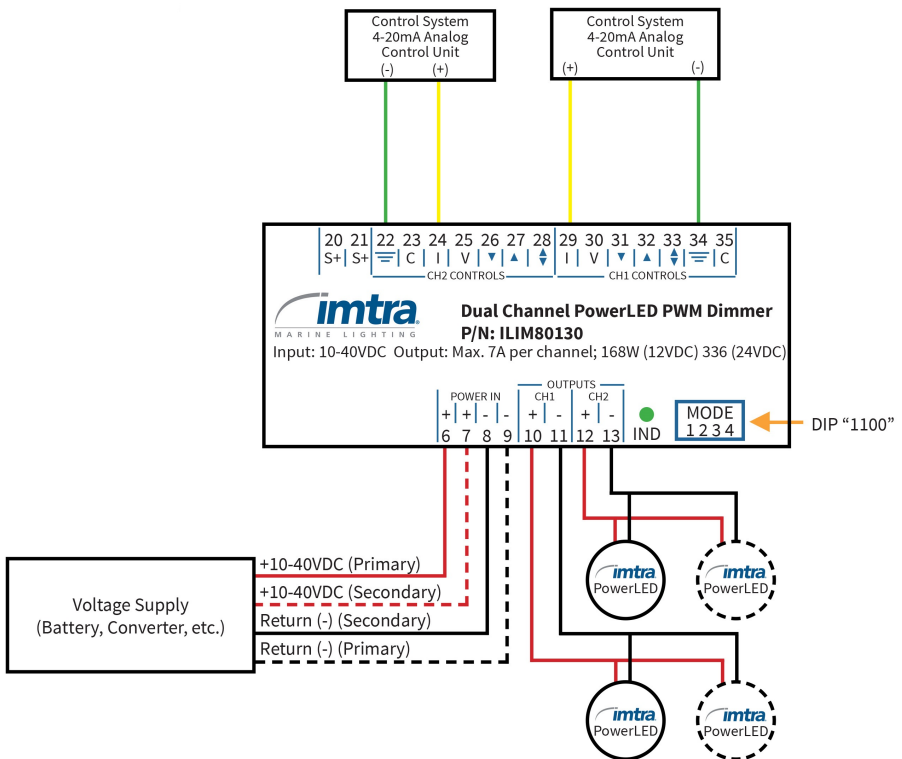 Control System
4-20mA Analog
Control Unit
(-) (+)
Control System
4-20mA Analog
Control Unit
(+) (-)
20 21 22 23 24 25 26 27 28 29 30 31 32 33 34 35
S+ S+ C I V I V C
CH2 CONTROLS CH1 CONTROLS
imtra
MARINE LIGHTING
Dual Channel PowerLED PWM Dimmer
P/N: ILIM80130
Input: 10-40VDC Output: Max. 7A per channel; 168W (12VDC) 336 (24VDC)
OUTPUTS
POWER IN CH1 CH2
+ + - - + - + -
6 7 8 9 10 11 12 13
IND
MODE
1 2 3 4
DIP “1100”
+10-40VDC (Primary)
+10-40VDC (Secondary)
Return (-) (Secondary)
Return (-) (Primary)
Voltage Supply
(Battery, Converter, etc.)
imtra
PowerLED
imtra
PowerLED
imtra
PowerLED
imtra
PowerLED